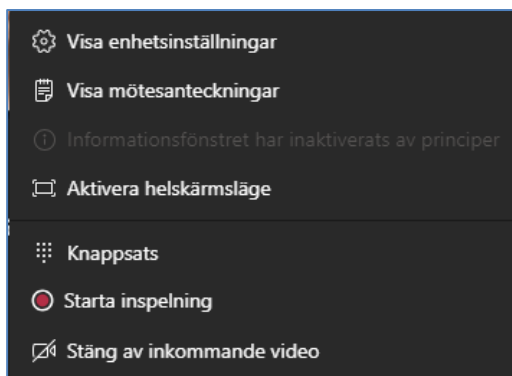 Visa enhetsinställningar
Visa mötesanteckningar
Informationsfönstret har inaktiverats av principer
Aktivera helskärmsläge
Knappsats
Starta inspelning
Stäng av inkommande video